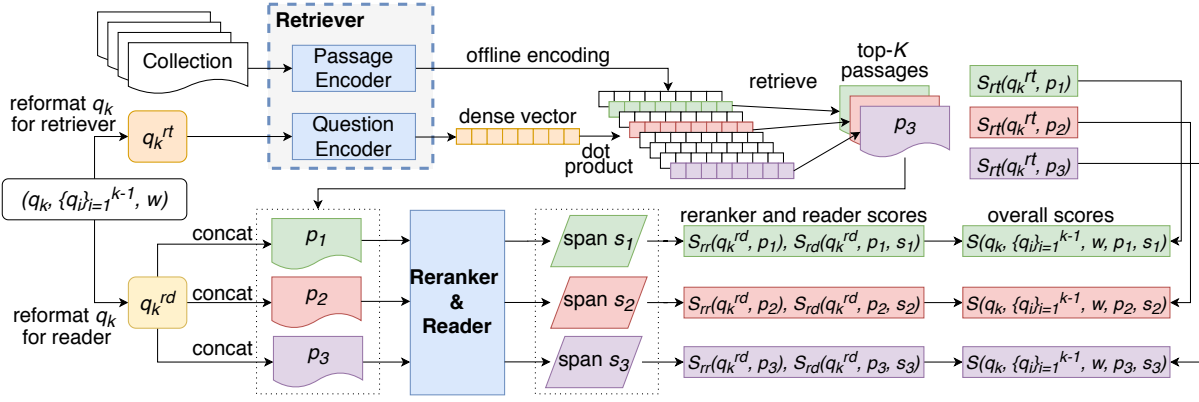 Retriever
Collection
Passage
Encoder
offline encoding
retrieve
top-K
passages
reformat q_k
for retriever
q_k^rt
Question
Encoder
dense vector
dot
product
p_3
S_rt(q_k^rt, p_1)
S_rt(q_k^rt, p_2)
S_rt(q_k^rt, p_3)
(q_k, {q_i}_{i=1}^{k-1}, w)
reformat q_k
for reader
q_k^rd
concat
concat
concat
p_1
p_2
p_3
Reranker
&
Reader
span s_1
span s_2
span s_3
reranker and reader scores
S_rr(q_k^rd, p_1), S_rd(q_k^rd, p_1, s_1)
S_rr(q_k^rd, p_2), S_rd(q_k^rd, p_2, s_2)
S_rr(q_k^rd, p_3), S_rd(q_k^rd, p_3, s_3)
overall scores
S(q_k, {q_i}_{i=1}^{k-1}, w, p_1, s_1)
S(q_k, {q_i}_{i=1}^{k-1}, w, p_2, s_2)
S(q_k, {q_i}_{i=1}^{k-1}, w, p_3, s_3)